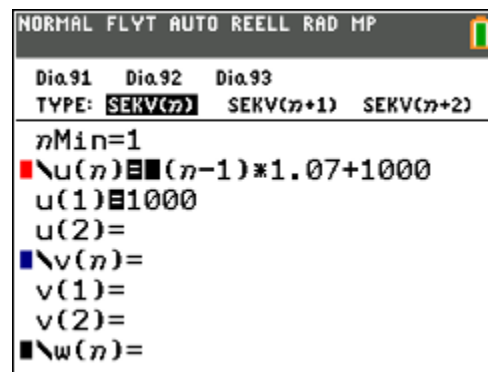 NORMAL FLYT AUTO REELL RAD MP
Dia.91 Dia.92 Dia.93
TYPE: SEKV(n) SEKV(n+1) SEKV(n+2)
nMin=1
\u(n)=(n-1)*1.07+1000
u(1)=1000
u(2)=
\v(n)=
v(1)=
v(2)=
\w(n)=